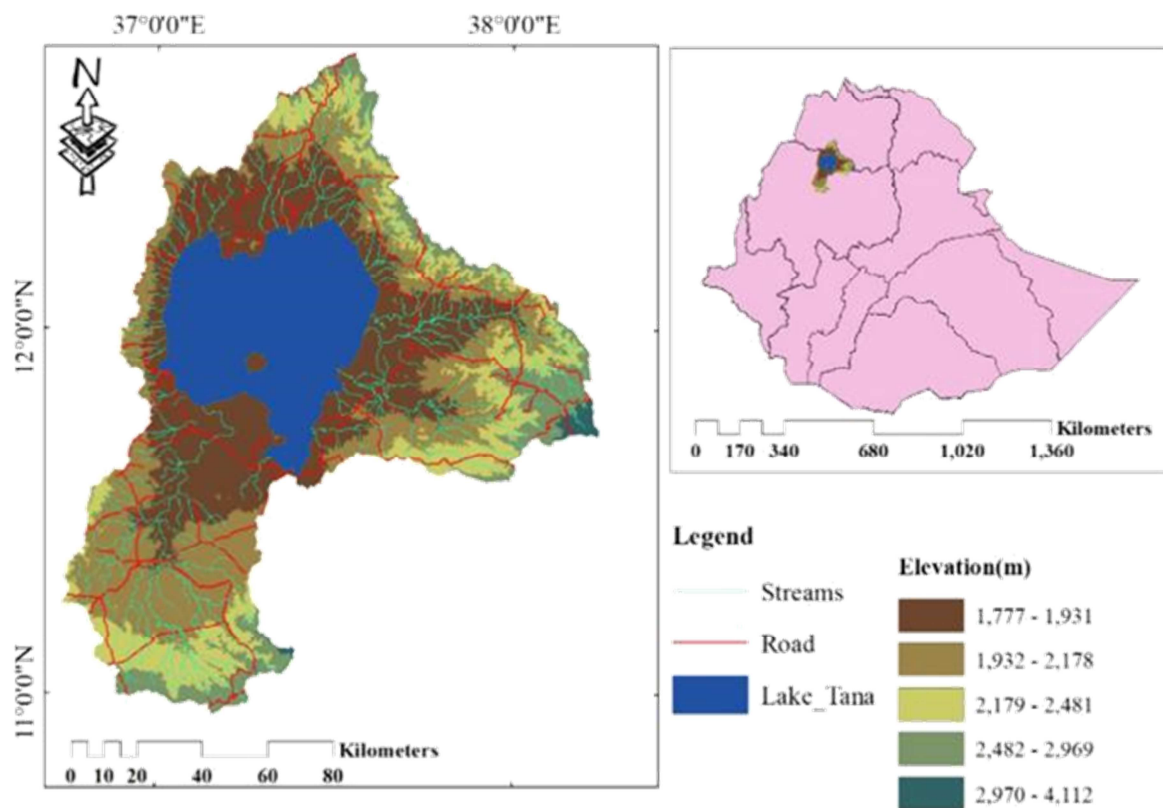 37°0'0"E 38°0'0"E
N
12°0'0"N
11°0'0"N
Kilometers
0 10 20 40 60 80
Kilometers
0 170 340 680 1,020 1,360
Legend
Streams
Road
Lake_Tana
Elevation(m)
1,777 - 1,931
1,932 - 2,178
2,179 - 2,481
2,482 - 2,969
2,970 - 4,112